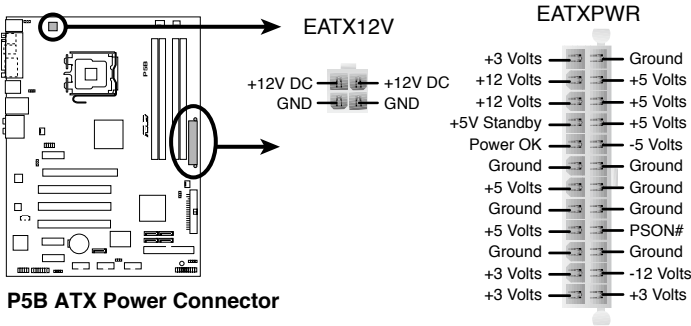 EATX12V
EATXPWR
+12V DC +12V DC
GND GND
+3 Volts Ground
+12 Volts +5 Volts
+12 Volts +5 Volts
+5V Standby +5 Volts
Power OK -5 Volts
Ground Ground
+5 Volts Ground
Ground Ground
+5 Volts PSON#
Ground Ground
+3 Volts -12 Volts
+3 Volts +3 Volts
P5B
P5B ATX Power Connector